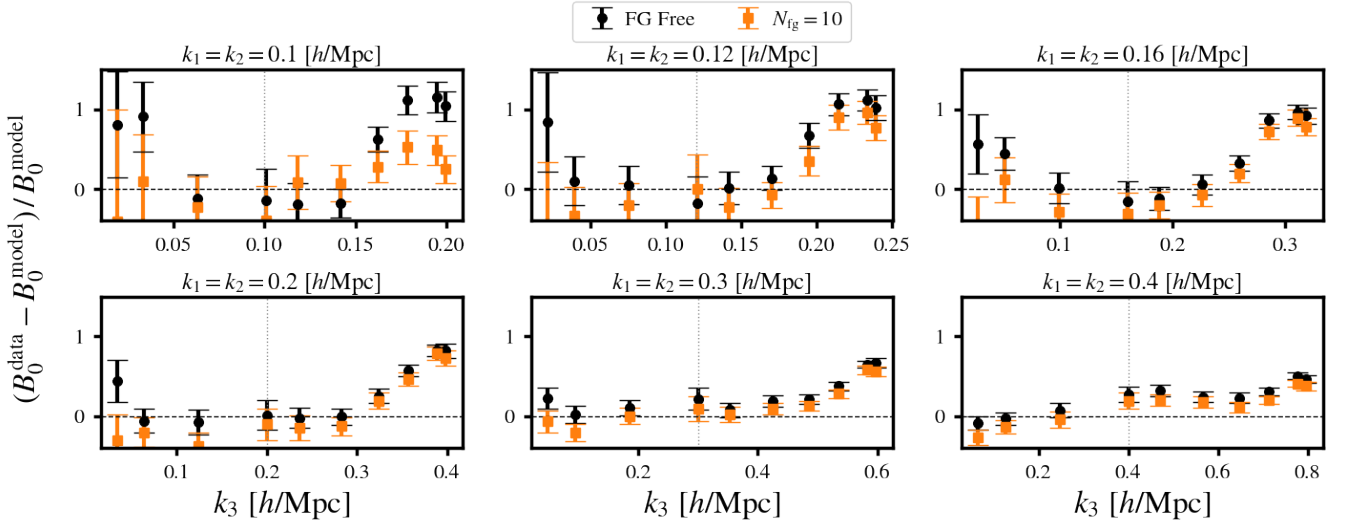 FG Free N_fg = 10
k₁ = k₂ = 0.1 [h/Mpc] k₁ = k₂ = 0.12 [h/Mpc] k₁ = k₂ = 0.16 [h/Mpc]
1 1 1
0 0 0
0.05 0.10 0.15 0.20 0.05 0.10 0.15 0.20 0.25 0.1 0.2 0.3
(B₀^data − B₀^model) / B₀^model
k₁ = k₂ = 0.2 [h/Mpc] k₁ = k₂ = 0.3 [h/Mpc] k₁ = k₂ = 0.4 [h/Mpc]
1 1 1
0 0 0
0.1 0.2 0.3 0.4 0.2 0.4 0.6 0.2 0.4 0.6 0.8
k₃ [h/Mpc] k₃ [h/Mpc] k₃ [h/Mpc]